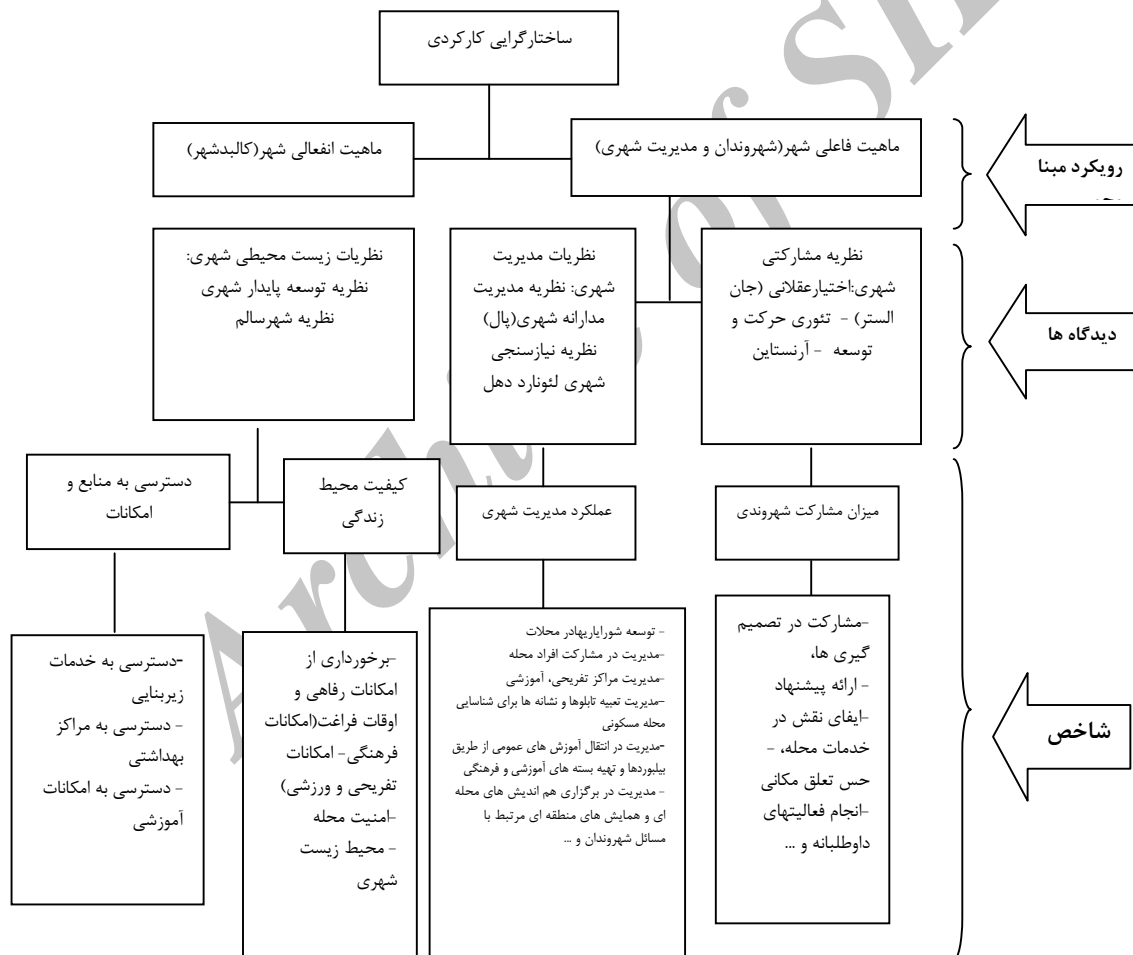 ساختارگرایی کارکردی
ماهیت فاعلی شهر(شهروندان و مدیریت شهری)
ماهیت انفعالی شهر(کالبدشهر)
رویکرد مبنا
نظریه مشارکتی
شهری:اختیارعقلانی (جان
الستر) - تئوری حرکت و
توسعه - آرنستاین
نظریات مدیریت
شهری: نظریه مدیریت
مدارانه شهری(پال)
نظریه نیازسنجی
شهری لئونارد دهل
نظریات زیست محیطی شهری:
نظریه توسعه پایدار شهری
نظریه شهرسالم
دیدگاه ها
میزان مشارکت شهروندی
عملکرد مدیریت شهری
کیفیت محیط
زندگی
دسترسی به منابع و
امکانات
-مشارکت در تصمیم
گیری ها،
- ارائه پیشنهاد
-ایفای نقش در
خدمات محله، -
حس تعلق مکانی
-انجام فعالیتهای
داوطلبانه و ...
- توسعه شورایاریهادر محلات
-مدیریت در مشارکت افراد محله
-مدیریت مراکز تفریحی، آموزشی
-مدیریت تعبیه تابلوها و نشانه ها برای شناسایی
محله مسکونی
-مدیریت در انتقال آموزش های عمومی از طریق
بیلبوردها و تهیه بسته های آموزشی و فرهنگی
- مدیریت در برگزاری هم اندیش های محله
ای و همایش های منطقه ای مرتبط با
مسائل شهروندان و ...
-برخورداری از
امکانات رفاهی و
اوقات فراغت(امکانات
فرهنگی- امکانات
تفریحی و ورزشی)
-امنیت محله
- محیط زیست
شهری
-دسترسی به خدمات
زیربنایی
- دسترسی به مراکز
بهداشتی
- دسترسی به امکانات
آموزشی
شاخص
Archive of SI